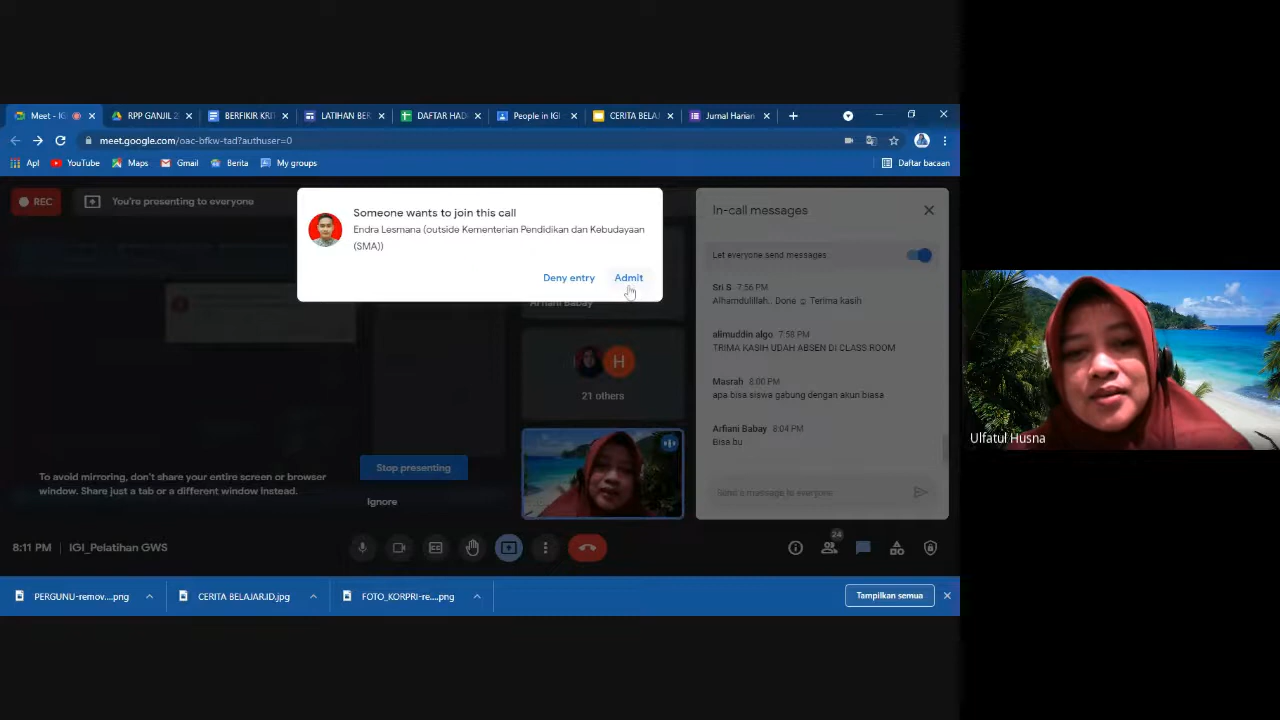 Meet - IG
RPP GANJIL 2
BERFIKIR KRIT
LATIHAN BER
DAFTAR HAD
People in IGI
CERITA BELAJ
Jurnal Harian
meet.google.com/oac-bfkw-tad?authuser=0
Apl
YouTube
Maps
Gmail
Berita
My groups
Daftar bacaan
REC
You're presenting to everyone
Someone wants to join this call
Endra Lesmana (outside Kementerian Pendidikan dan Kebudayaan
(SMA))
Deny entry
Admit
Arfiani Babay
H
21 others
In-call messages
Let everyone send messages
Sri.S 7:56 PM
Alhamdulillah.. Done Terima kasih
alimuddin algo 7:58 PM
TRIMA KASIH UDAH ABSEN DI CLASS ROOM
Masrah 8:00 PM
apa bisa siswa gabung dengan akun biasa
Arfiani Babay 8:04 PM
Bisa bu
Send a message to everyone
To avoid mirroring, don't share your entire screen or browser
window. Share just a tab or a different window instead.
Stop presenting
Ignore
Ulfatul Husna
8:11 PM | IGI_Pelatihan GWS
24
PERGUNU-remov....png
CERITA BELAJAR.ID.jpg
FOTO_KORPRI-re....png
Tampilkan semua